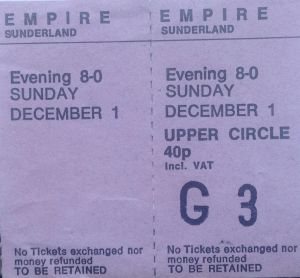 EMPIRE
SUNDERLAND
Evening 8-0
SUNDAY
DECEMBER 1
No Tickets exchanged nor
money refunded
TO BE RETAINED
EMPIRE
SUNDERLAND
Evening 8-0
SUNDAY
DECEMBER 1
UPPER CIRCLE
40p
Incl. VAT
G 3
No Tickets exchanged nor
money refunded
TO BE RETAINED